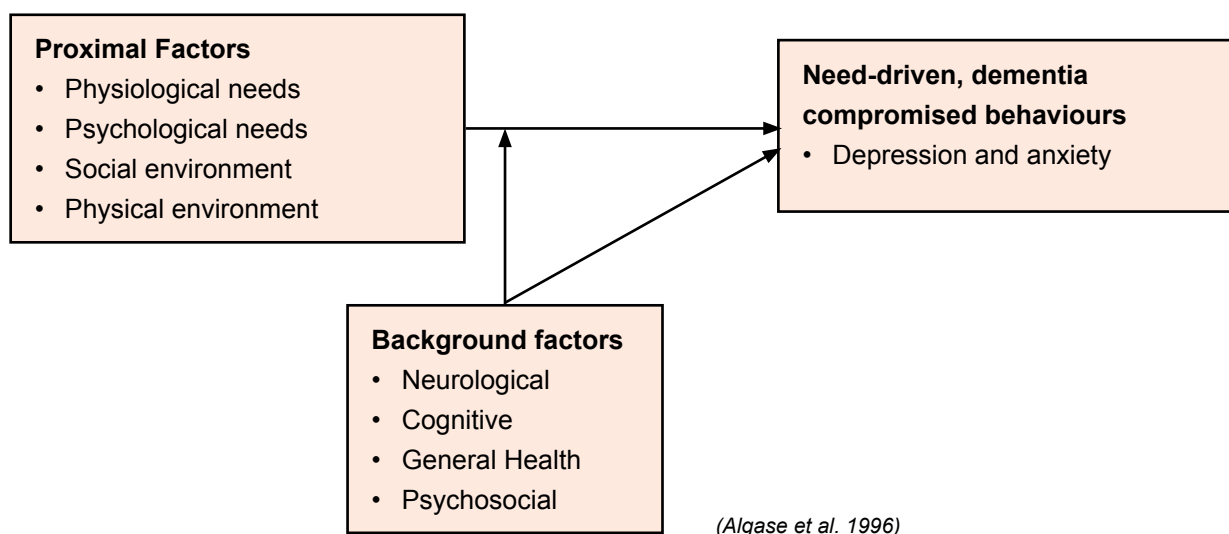 Proximal Factors
• Physiological needs
• Psychological needs
• Social environment
• Physical environment
Need-driven, dementia
compromised behaviours
• Depression and anxiety
Background factors
• Neurological
• Cognitive
• General Health
• Psychosocial
(Algase et al. 1996)